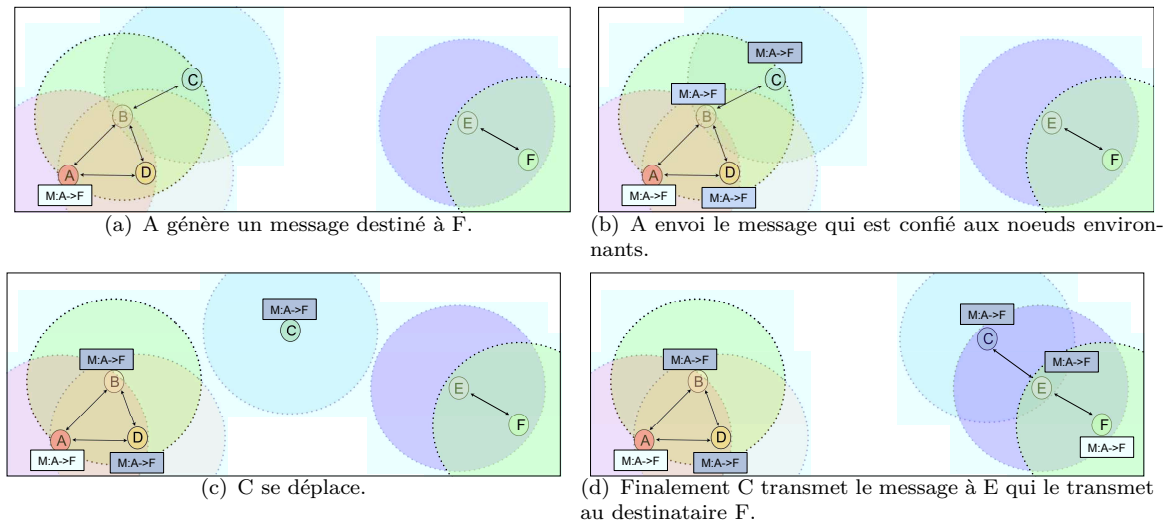 C
B
E
A
D
F
M:A->F
(a) A génère un message destiné à F.
M:A->F
C
M:A->F
B
E
A
D
F
M:A->F
M:A->F
(b) A envoi le message qui est confié aux noeuds environ-
nants.
M:A->F
C
M:A->F
B
E
A
D
F
M:A->F
M:A->F
(c) C se déplace.
M:A->F
C
M:A->F
M:A->F
B
E
A
D
F
M:A->F
M:A->F
M:A->F
(d) Finalement C transmet le message à E qui le transmet
au destinataire F.